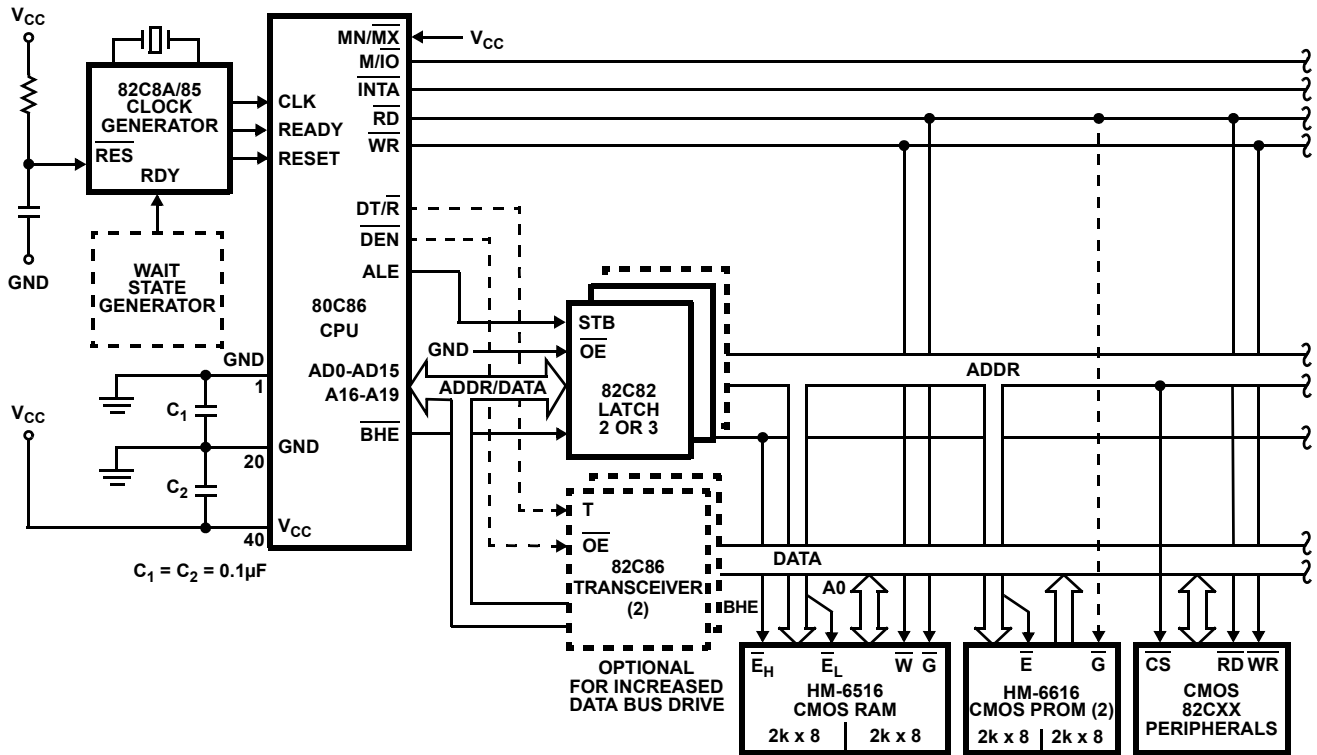 VCC
82C8A/85
CLOCK
GENERATOR
RES
RDY
GND
WAIT
STATE
GENERATOR
CLK
READY
RESET
MN/MX
VCC
M/IO
INTA
RD
WR
DT/R
DEN
ALE
80C86
CPU
GND
1
AD0-AD15
A16-A19
BHE
VCC
C1
GND
20
C2
VCC
40
C1 = C2 = 0.1μF
STB
GND
OE
ADDR/DATA
82C82
LATCH
2 OR 3
ADDR
T
OE
82C86
TRANSCEIVER
(2)
OPTIONAL
FOR INCREASED
DATA BUS DRIVE
DATA
BHE
A0
EH
EL
W
G
HM-6516
CMOS RAM
2k x 8
2k x 8
E
G
HM-6616
CMOS PROM (2)
2k x 8
2k x 8
CS
RD
WR
CMOS
82CXX
PERIPHERALS